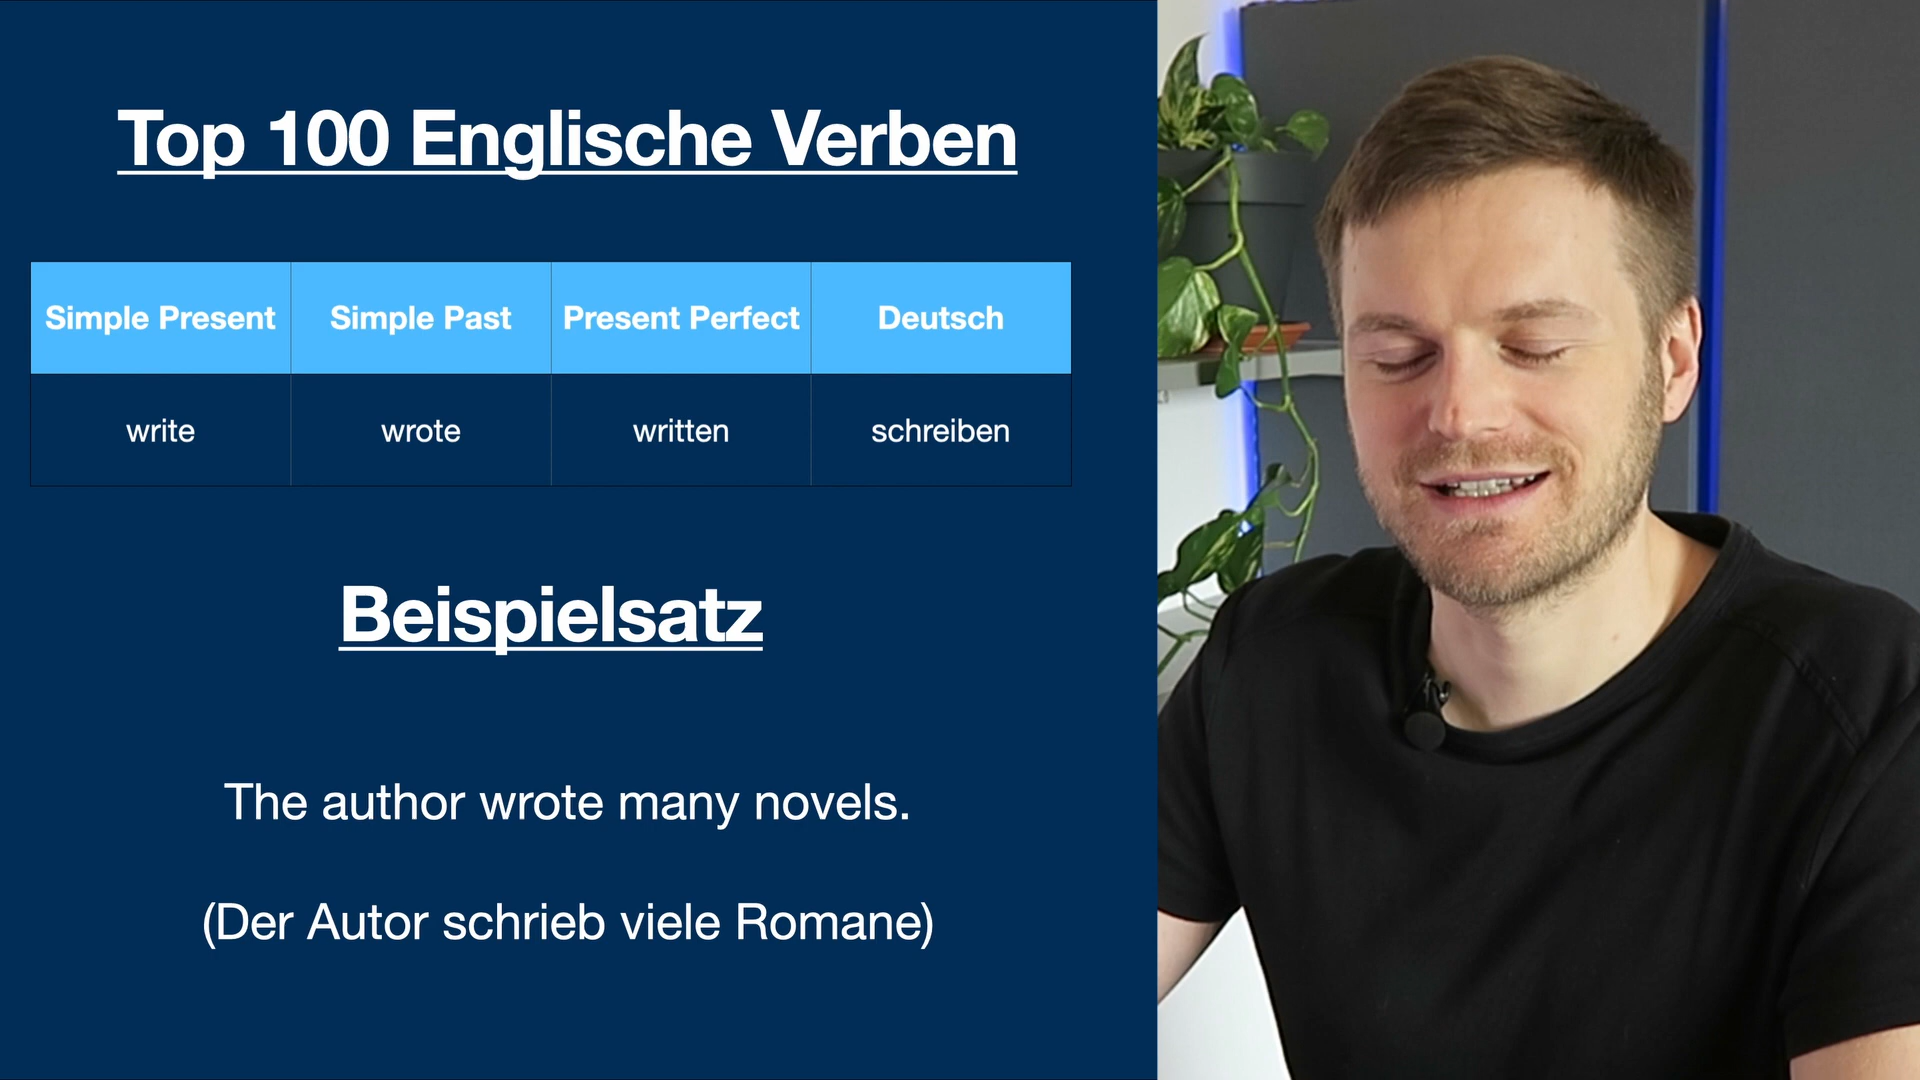 Top 100 Englische Verben
Simple Present Simple Past Present Perfect Deutsch
write wrote written schreiben
Beispielsatz
The author wrote many novels.
(Der Autor schrieb viele Romane)